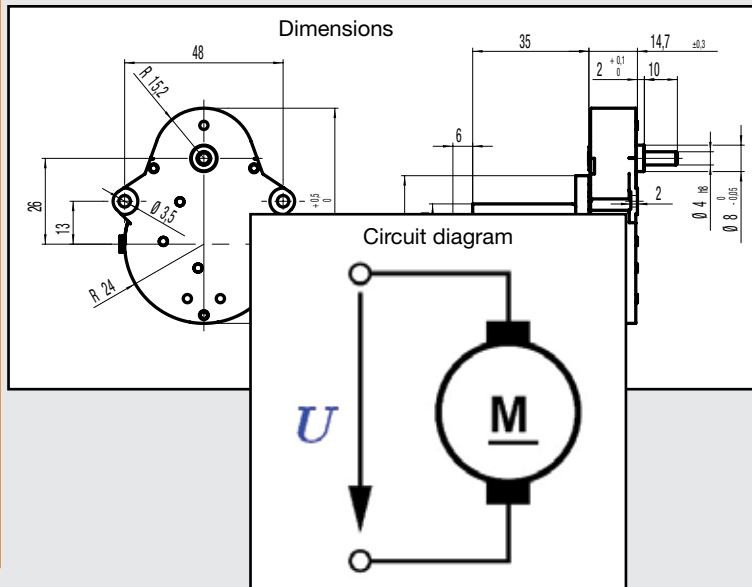 Dimensions
48
R 15,2
26
13
Ø 3,5
R 24
+0,5
0
35
14,7 ±0,3
2 +0,1
0
10
6
2
Ø 4 h8
Ø 8 0
-0,05
Circuit diagram
U
M